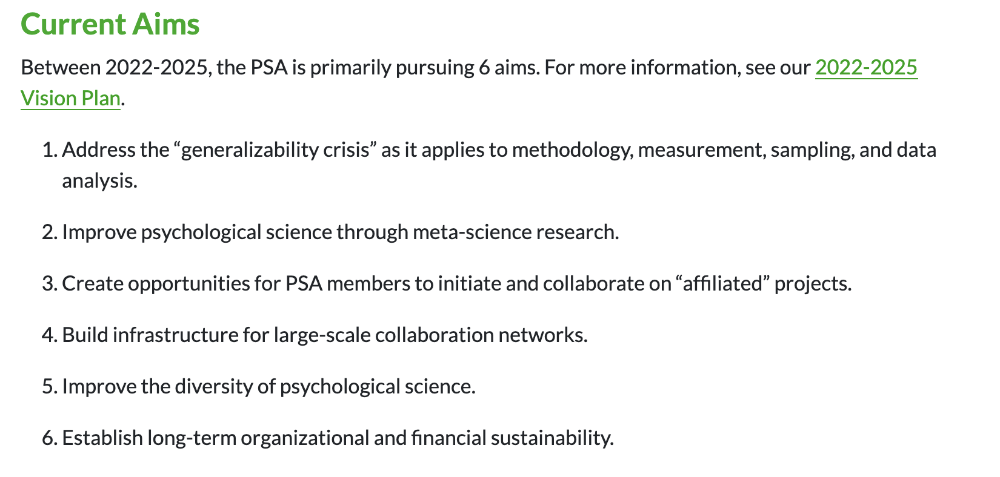 Current Aims
Between 2022-2025, the PSA is primarily pursuing 6 aims. For more information, see our 2022-2025
Vision Plan.
1. Address the “generalizability crisis” as it applies to methodology, measurement, sampling, and data
analysis.
2. Improve psychological science through meta-science research.
3. Create opportunities for PSA members to initiate and collaborate on “affiliated” projects.
4. Build infrastructure for large-scale collaboration networks.
5. Improve the diversity of psychological science.
6. Establish long-term organizational and financial sustainability.